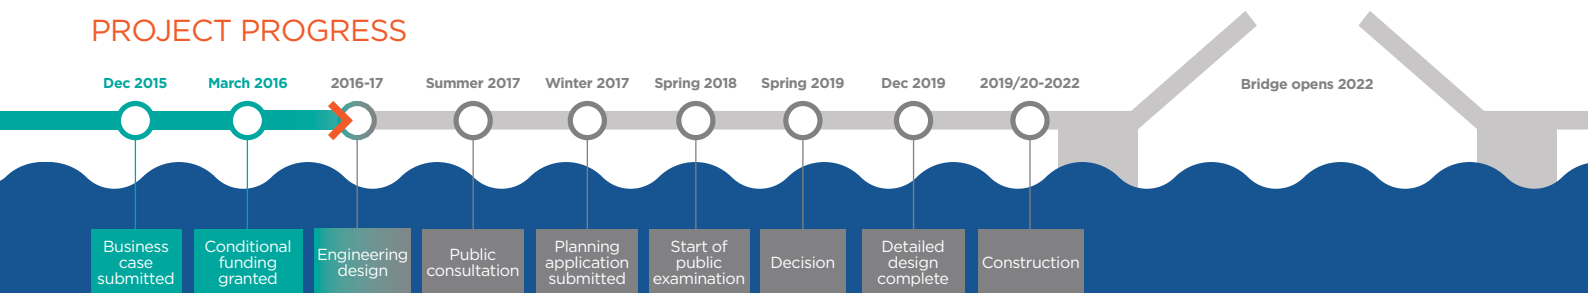 PROJECT PROGRESS
Dec 2015
March 2016
2016-17
Summer 2017
Winter 2017
Spring 2018
Spring 2019
Dec 2019
2019/20-2022
Bridge opens 2022
Business
case
submitted
Conditional
funding
granted
Engineering
design
Public
consultation
Planning
application
submitted
Start of
public
examination
Decision
Detailed
design
complete
Construction